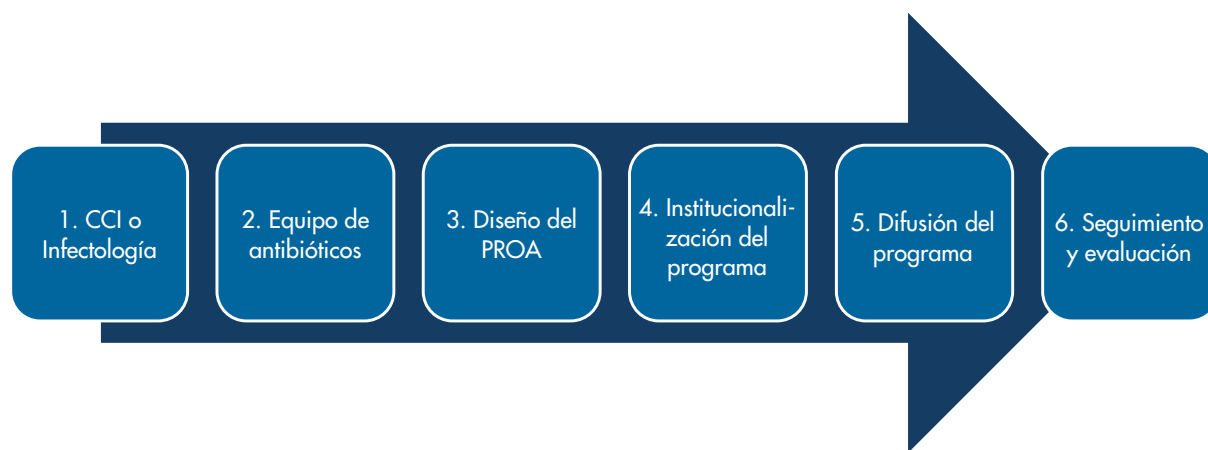 1. CCI o
Infectología
2. Equipo de
antibióticos
3. Diseño del
PROA
4. Institucionali-
zación del
programa
5. Difusión del
programa
6. Seguimiento
y evaluación